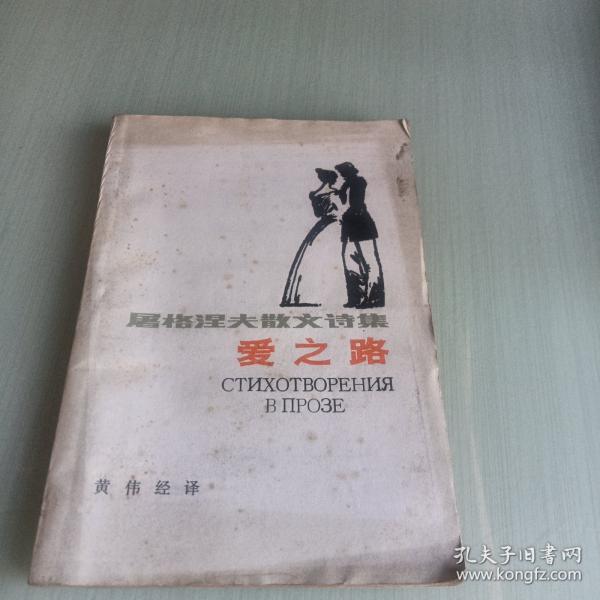 屠格涅夫散文诗集
爱之路
СТИХОТВОРЕНИЯ
В ПРОЗЕ
黄伟经译
孔夫子旧书网
www.kongfz.com